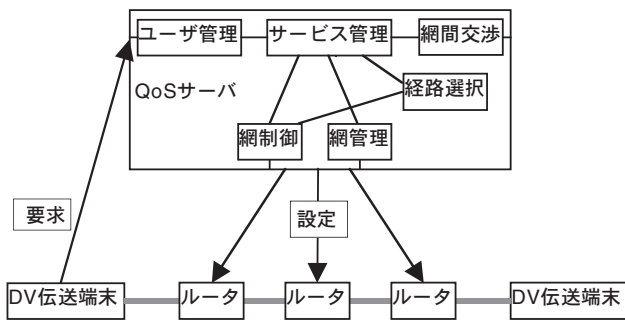 ユーザ管理 サービス管理 網間交渉
QoSサーバ 経路選択
網制御 網管理
要求 設定
DV伝送端末 ルータ ルータ ルータ DV伝送端末